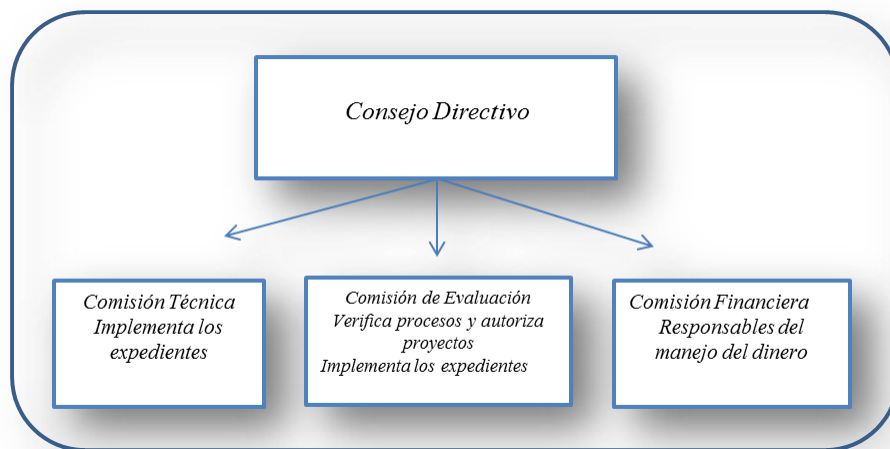 Consejo Directivo
Comisión Técnica
Implementa los
expedientes
Comisión de Evaluación
Verifica procesos y autoriza
proyectos
Implementa los expedientes
Comisión Financiera
Responsables del
manejo del dinero